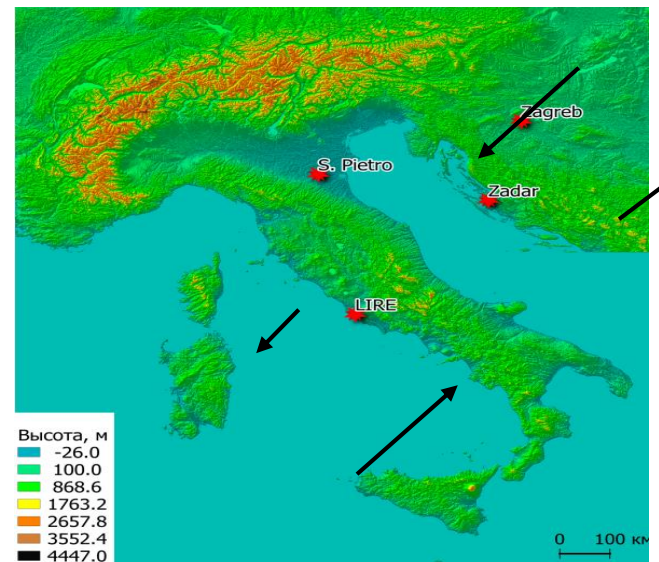 Zagreb
S. Pietro
Zadar
LIRE
Высота, м
-26.0
100.0
868.6
1763.2
2657.8
3552.4
4447.0
0 100 км